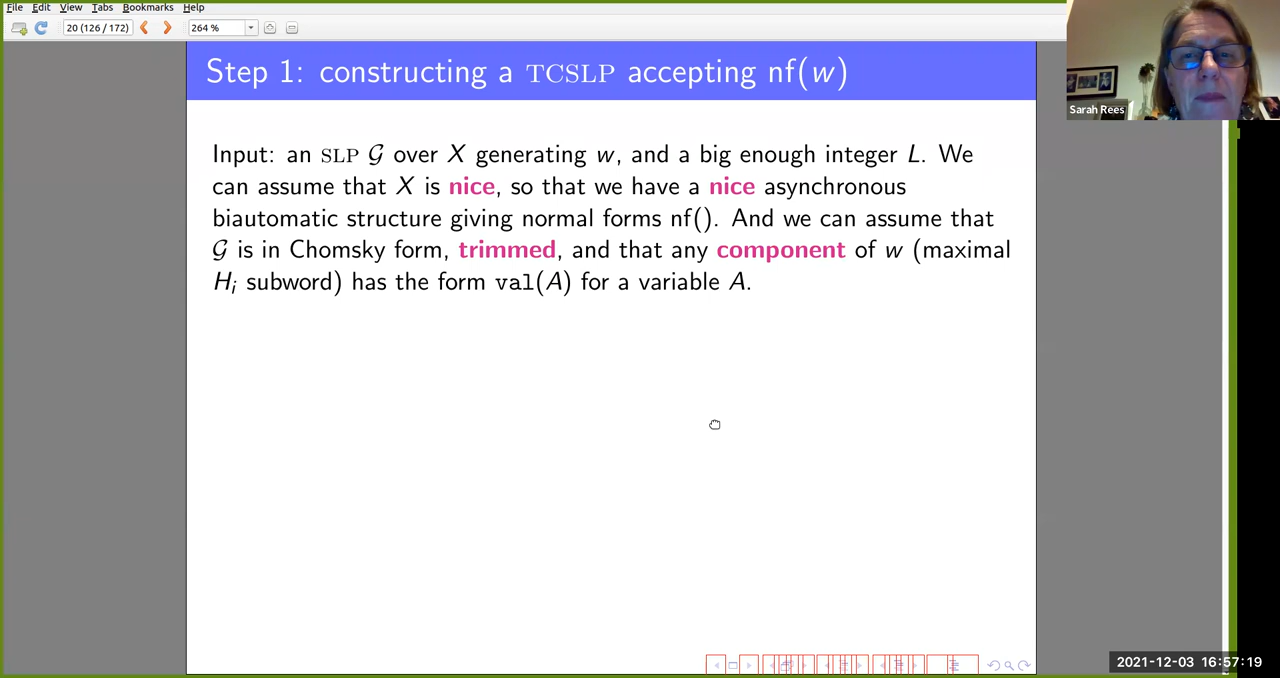 File Edit View Tabs Bookmarks Help
20 (126 / 172) 264 %
Sarah Rees
Step 1: constructing a TCSLP accepting nf(w)
Input: an SLP 𝒢 over X generating w, and a big enough integer L. We
can assume that X is nice, so that we have a nice asynchronous
biautomatic structure giving normal forms nf(). And we can assume that
𝒢 is in Chomsky form, trimmed, and that any component of w (maximal
Hᵢ subword) has the form val(A) for a variable A.
2021-12-03 16:57:19